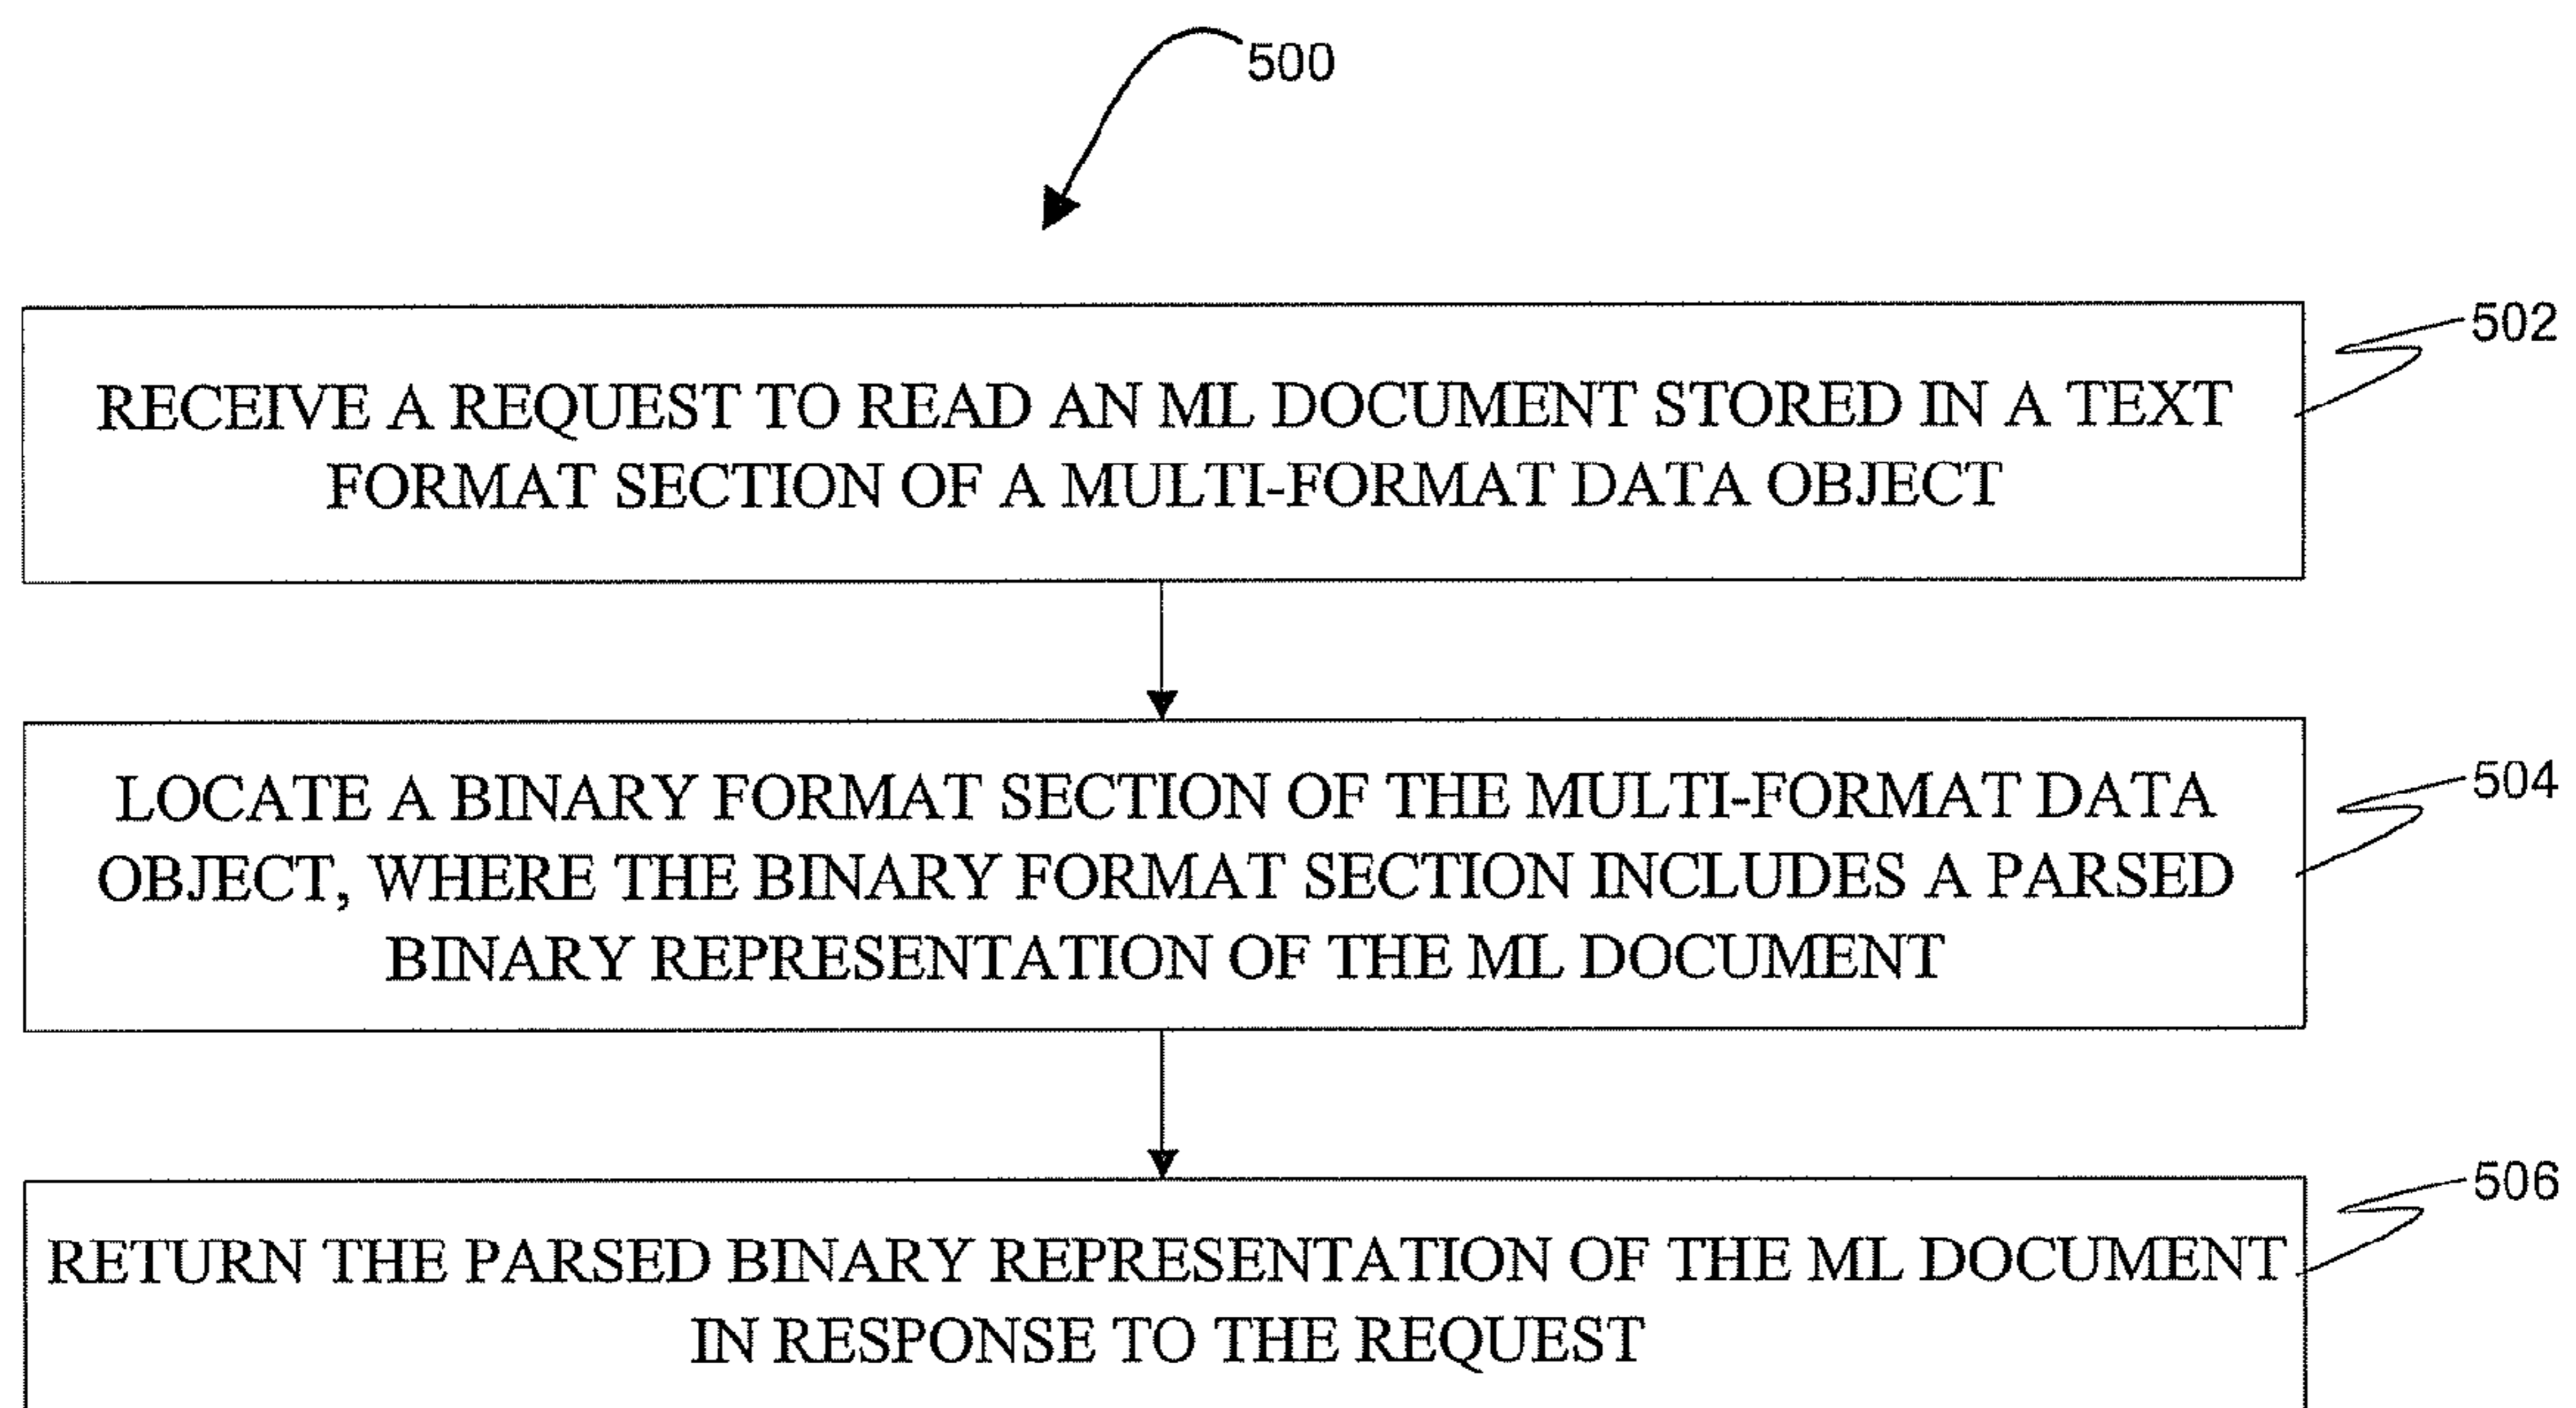 500
502
RECEIVE A REQUEST TO READ AN ML DOCUMENT STORED IN A TEXT
FORMAT SECTION OF A MULTI-FORMAT DATA OBJECT
504
LOCATE A BINARY FORMAT SECTION OF THE MULTI-FORMAT DATA
OBJECT, WHERE THE BINARY FORMAT SECTION INCLUDES A PARSED
BINARY REPRESENTATION OF THE ML DOCUMENT
506
RETURN THE PARSED BINARY REPRESENTATION OF THE ML DOCUMENT
IN RESPONSE TO THE REQUEST